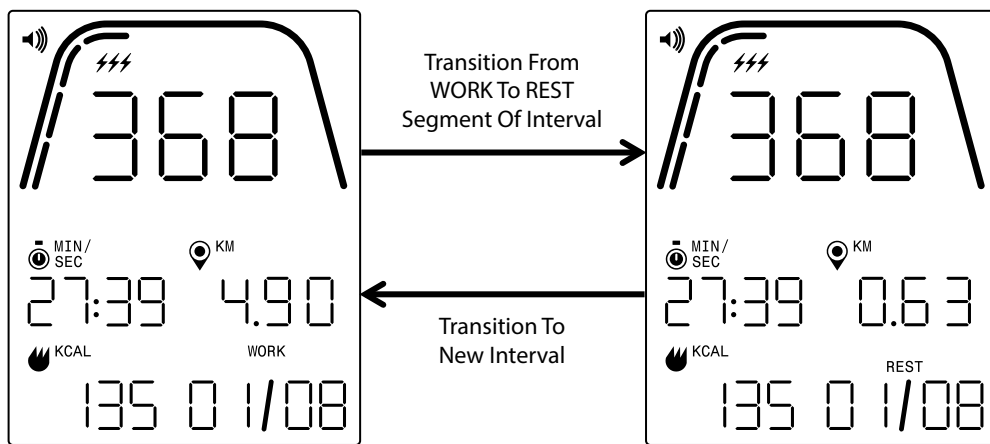 368
MIN/
SEC
KM
27:39
4.90
KCAL
WORK
135
01/08
Transition From
WORK To REST
Segment Of Interval
Transition To
New Interval
368
MIN/
SEC
KM
27:39
0.63
KCAL
REST
135
01/08